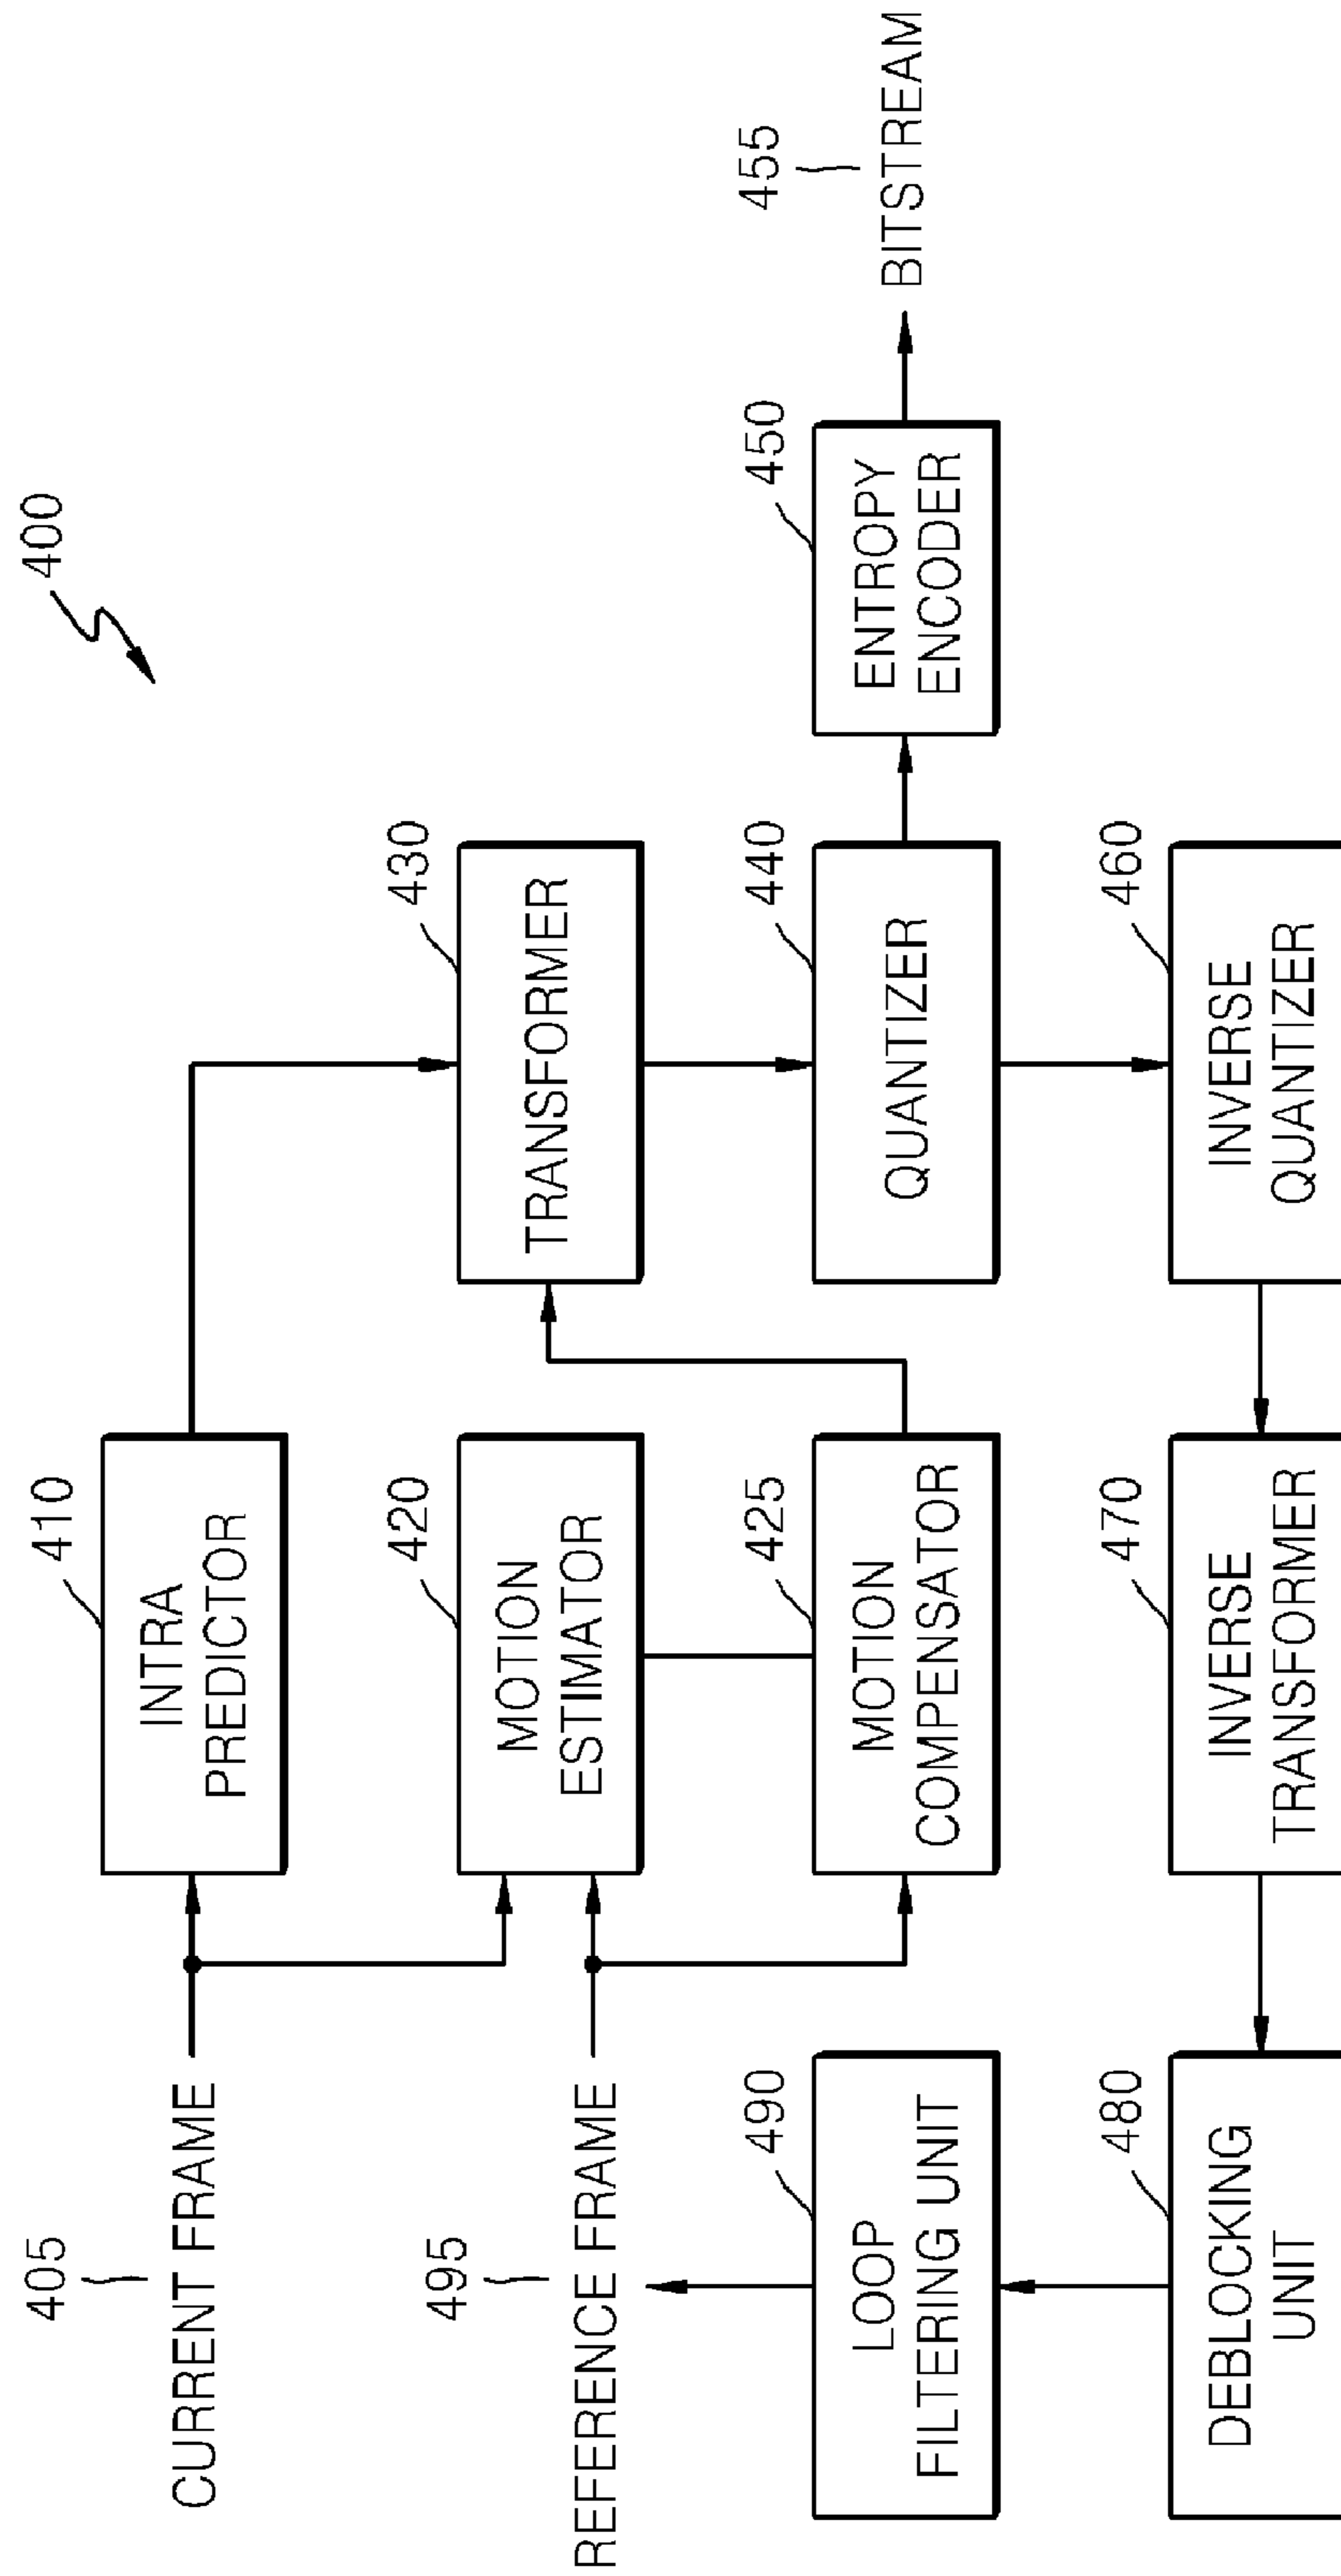 400
405
CURRENT FRAME
410
INTRA
PREDICTOR
495
REFERENCE FRAME
420
MOTION
ESTIMATOR
430
TRANSFORMER
490
LOOP
FILTERING UNIT
425
MOTION
COMPENSATOR
440
QUANTIZER
450
ENTROPY
ENCODER
455
BITSTREAM
480
DEBLOCKING
UNIT
470
INVERSE
TRANSFORMER
460
INVERSE
QUANTIZER